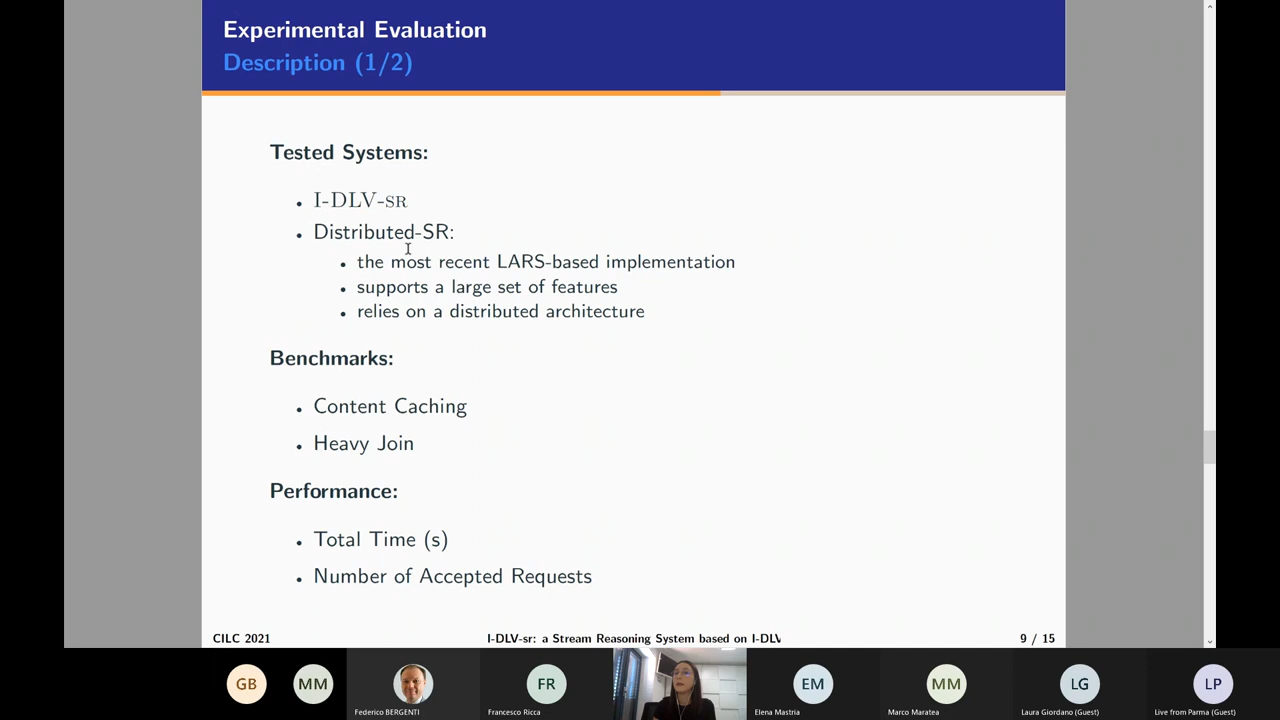 Experimental Evaluation
Description (1/2)
Tested Systems:
• I-DLV-SR
• Distributed-SR:
• the most recent LARS-based implementation
• supports a large set of features
• relies on a distributed architecture
Benchmarks:
• Content Caching
• Heavy Join
Performance:
• Total Time (s)
• Number of Accepted Requests
CILC 2021 I-DLV-sr: a Stream Reasoning System based on I-DLV 9 / 15
GB MM FR EM MM LG LP
Federico BERGENTI Francesco Ricca Elena Mastria Marco Maratea Laura Giordano (Guest) Live from Parma (Guest)